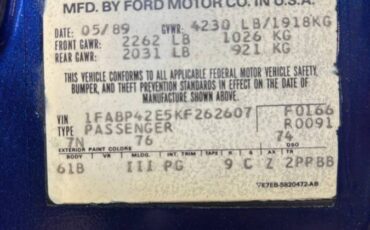 MFD. BY FORD MOTOR CO. IN U.S.A.
DATE: 05/89 GVWR: 4230 LB/1918KG
FRONT GAWR: 2262 LB 1026 KG
REAR GAWR: 2031 LB 921 KG
THIS VEHICLE CONFORMS TO ALL APPLICABLE FEDERAL MOTOR VEHICLE SAFETY,
BUMPER, AND THEFT PREVENTION STANDARDS IN EFFECT ON THE DATE OF
MANUFACTURE SHOWN ABOVE.
VIN 1FABP42E5KF262607 F0166
TYPE PASSENGER R0091
7N 76 74
EXTERIOR PAINT COLOR DSO
BODY VR MLDG. INT. TRIM TAPE R S AX TR
61B III PG 9 C Z 2PPBB
E7EB-5820472-AB